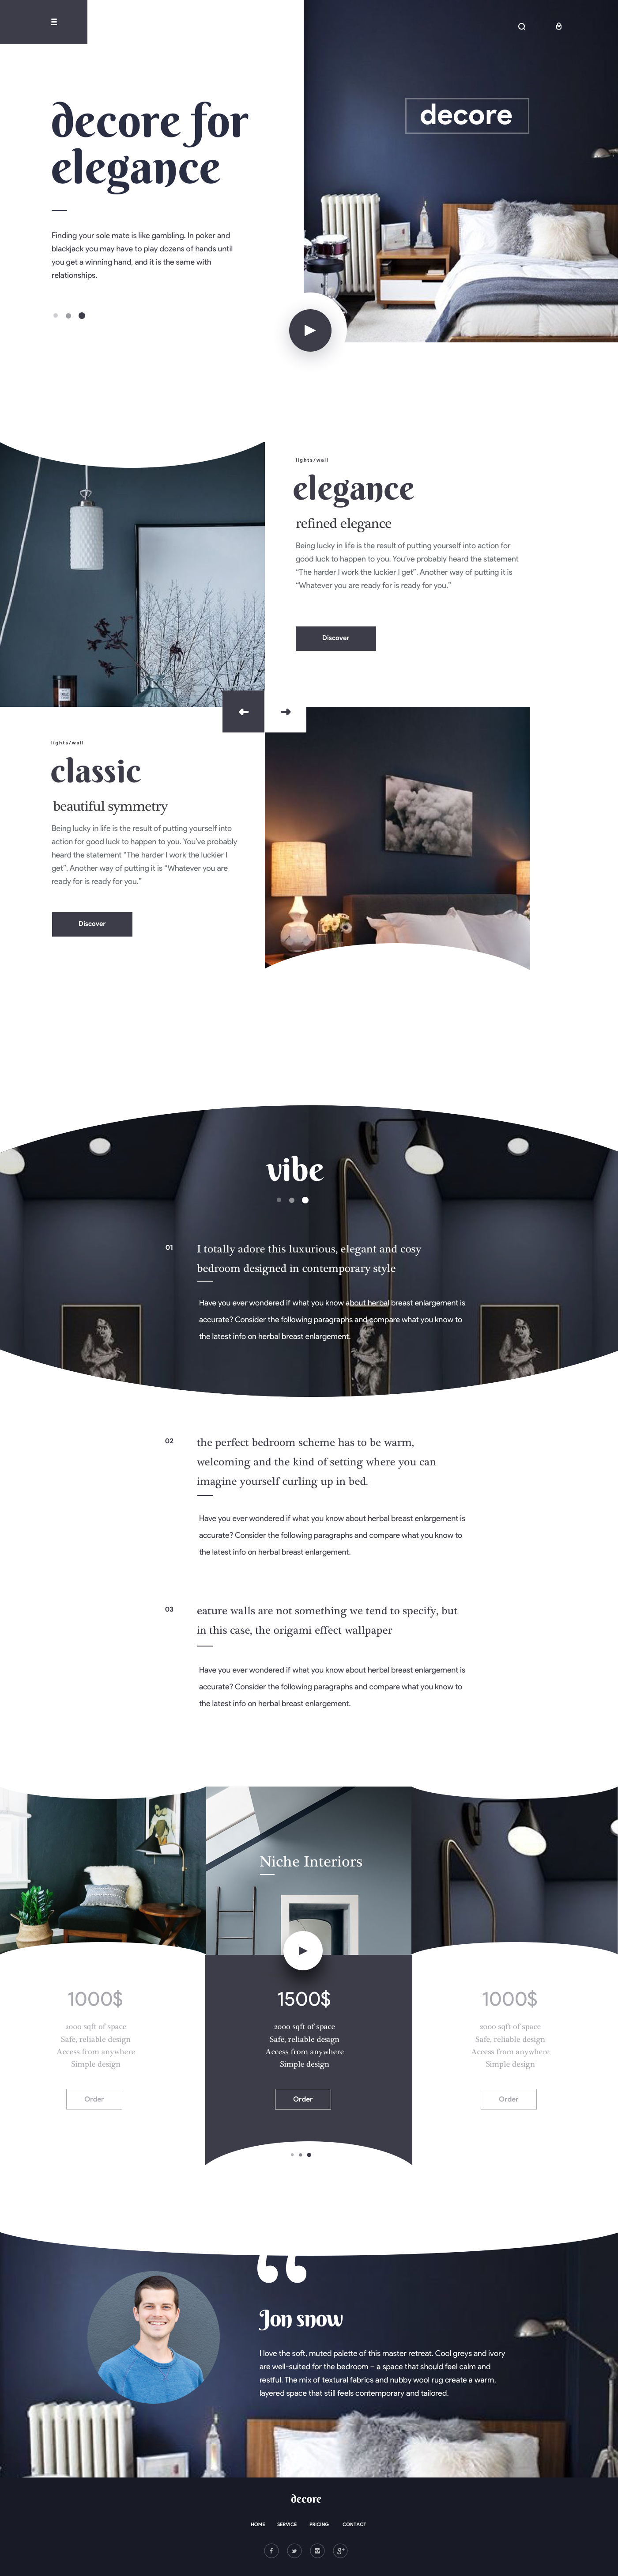 decore
decore for
elegance
Finding your sole mate is like gambling. In poker and
blackjack you may have to play dozens of hands until
you get a winning hand, and it is the same with
relationships.
lights/wall
elegance
refined elegance
Being lucky in life is the result of putting yourself into action for
good luck to happen to you. You've probably heard the statement
"The harder I work the luckier I get". Another way of putting it is
"Whatever you are ready for is ready for you."
Discover
lights/wall
classic
beautiful symmetry
Being lucky in life is the result of putting yourself into
action for good luck to happen to you. You've probably
heard the statement "The harder I work the luckier I
get". Another way of putting it is "Whatever you are
ready for is ready for you."
Discover
vibe
01
I totally adore this luxurious, elegant and cosy
bedroom designed in contemporary style
Have you ever wondered if what you know about herbal breast enlargement is
accurate? Consider the following paragraphs and compare what you know to
the latest info on herbal breast enlargement.
02
the perfect bedroom scheme has to be warm,
welcoming and the kind of setting where you can
imagine yourself curling up in bed.
Have you ever wondered if what you know about herbal breast enlargement is
accurate? Consider the following paragraphs and compare what you know to
the latest info on herbal breast enlargement.
03
eature walls are not something we tend to specify, but
in this case, the origami effect wallpaper
Have you ever wondered if what you know about herbal breast enlargement is
accurate? Consider the following paragraphs and compare what you know to
the latest info on herbal breast enlargement.
Niche Interiors
1000$
2000 sqft of space
Safe, reliable design
Access from anywhere
Simple design
Order
1500$
2000 sqft of space
Safe, reliable design
Access from anywhere
Simple design
Order
1000$
2000 sqft of space
Safe, reliable design
Access from anywhere
Simple design
Order
“
Jon snow
I love the soft, muted palette of this master retreat. Cool greys and ivory
are well-suited for the bedroom – a space that should feel calm and
restful. The mix of textural fabrics and nubby wool rug create a warm,
layered space that still feels contemporary and tailored.
decore
HOME SERVICE PRICING CONTACT